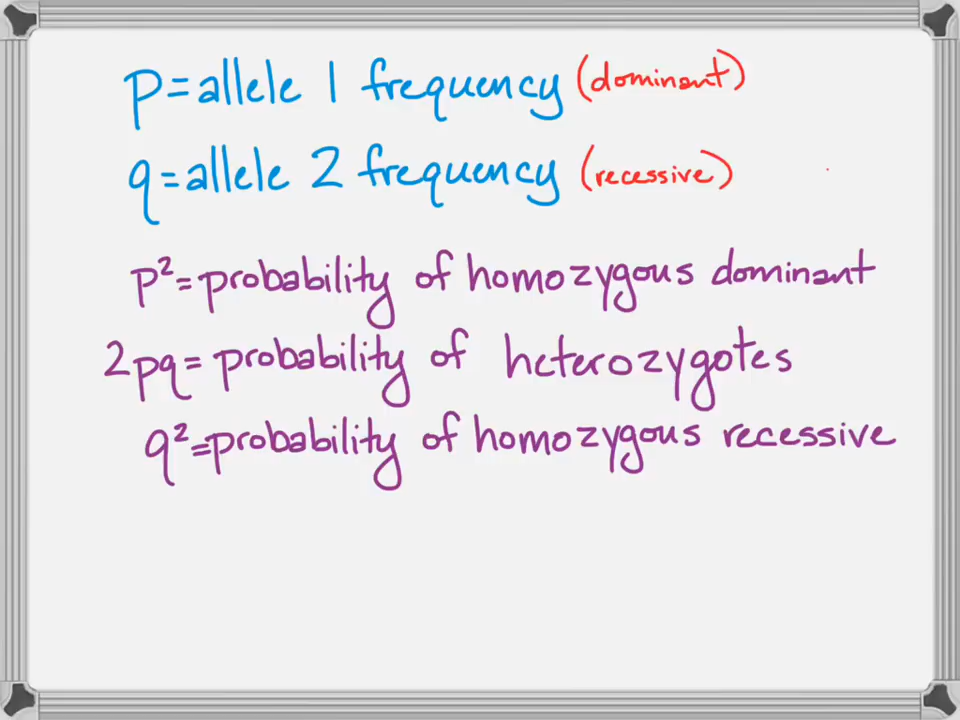 p=allele 1 frequency (dominant)
q=allele 2 frequency (recessive)
p²=probability of homozygous dominant
2pq=probability of heterozygotes
q²=probability of homozygous recessive